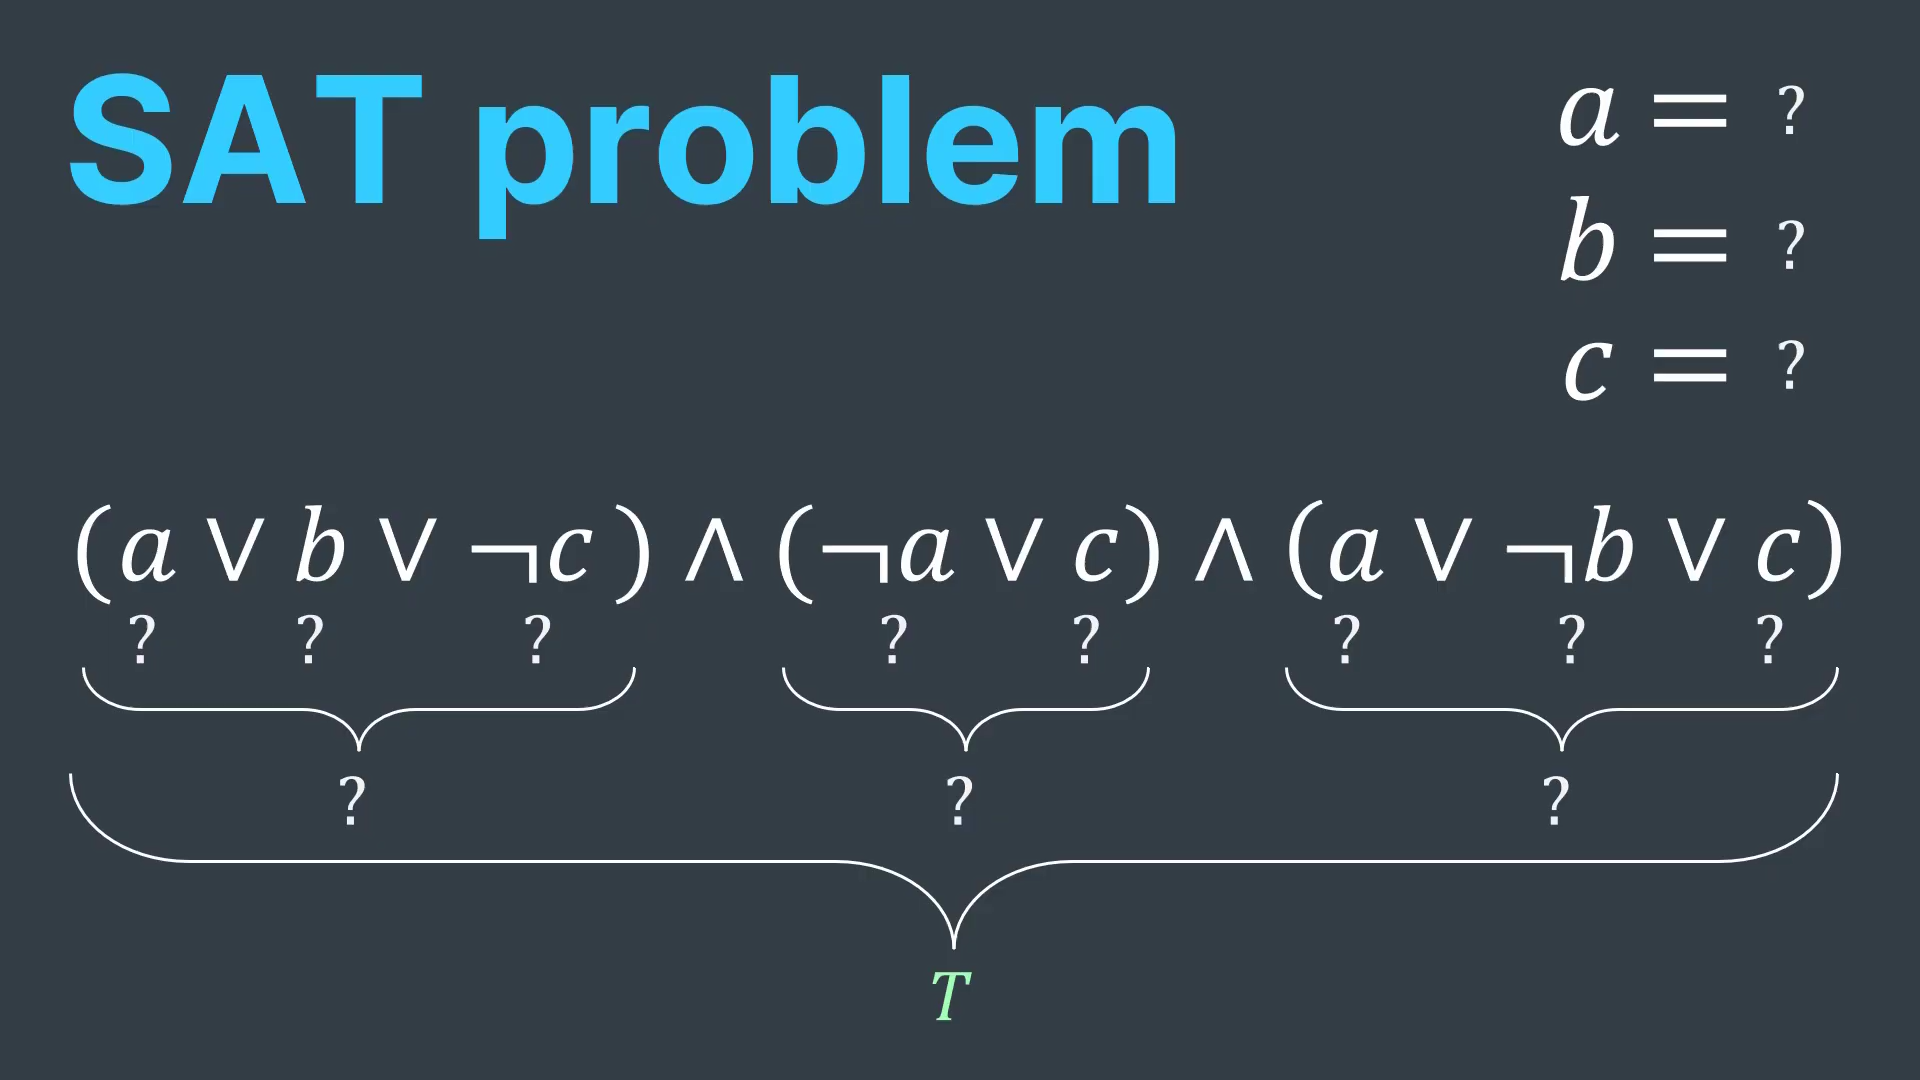 SAT problem
a = ?
b = ?
c = ?
(a ∨ b ∨ ¬c) ∧ (¬a ∨ c) ∧ (a ∨ ¬b ∨ c)
? ? ? ? ? ? ? ?
? ? ?
T